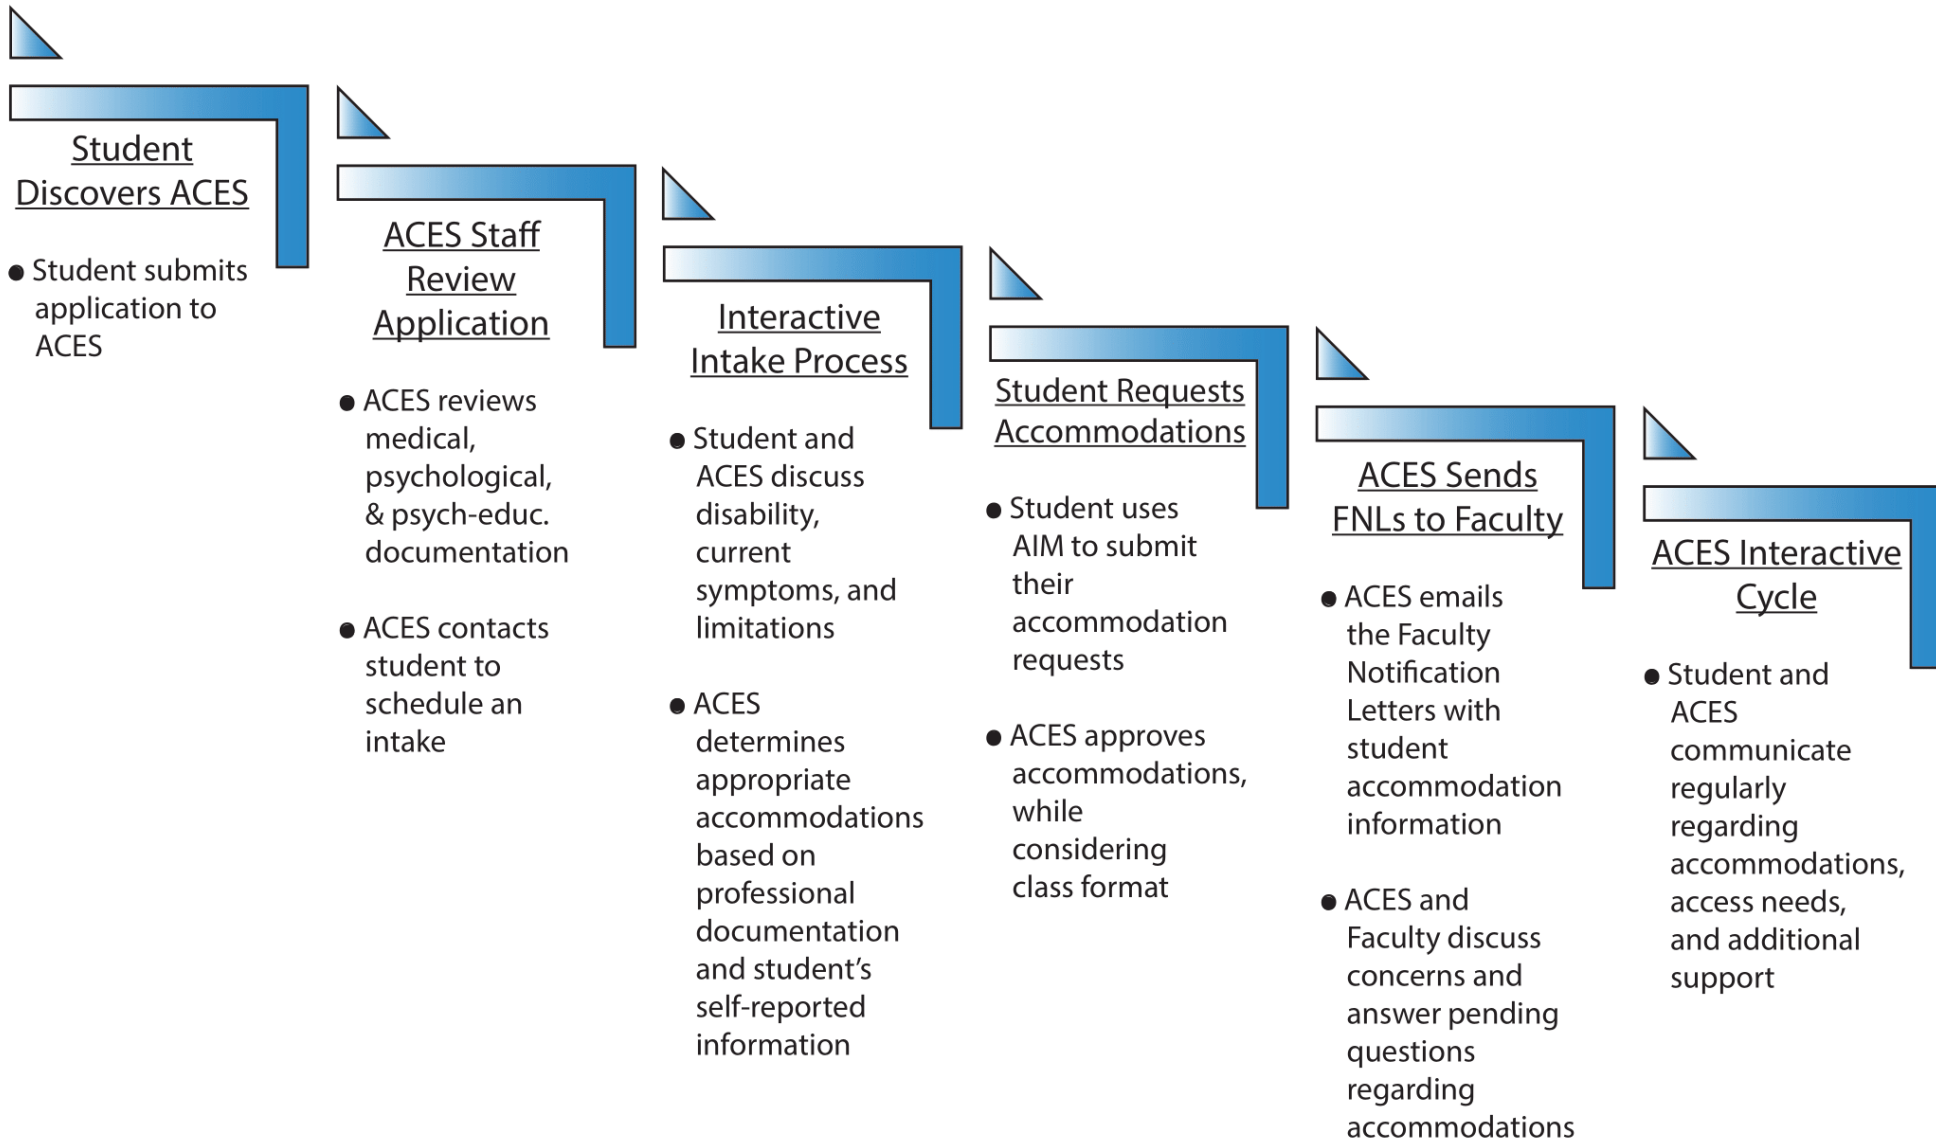 Student
Discovers ACES
● Student submits
application to
ACES
ACES Staff
Review
Application
● ACES reviews
medical,
psychological,
& psych-educ.
documentation
● ACES contacts
student to
schedule an
intake
Interactive
Intake Process
● Student and
ACES discuss
disability,
current
symptoms, and
limitations
● ACES
determines
appropriate
accommodations
based on
professional
documentation
and student’s
self-reported
information
Student Requests
Accommodations
● Student uses
AIM to submit
their
accommodation
requests
● ACES approves
accommodations,
while
considering
class format
ACES Sends
FNLs to Faculty
● ACES emails
the Faculty
Notification
Letters with
student
accommodation
information
● ACES and
Faculty discuss
concerns and
answer pending
questions
regarding
accommodations
ACES Interactive
Cycle
● Student and
ACES
communicate
regularly
regarding
accommodations,
access needs,
and additional
support